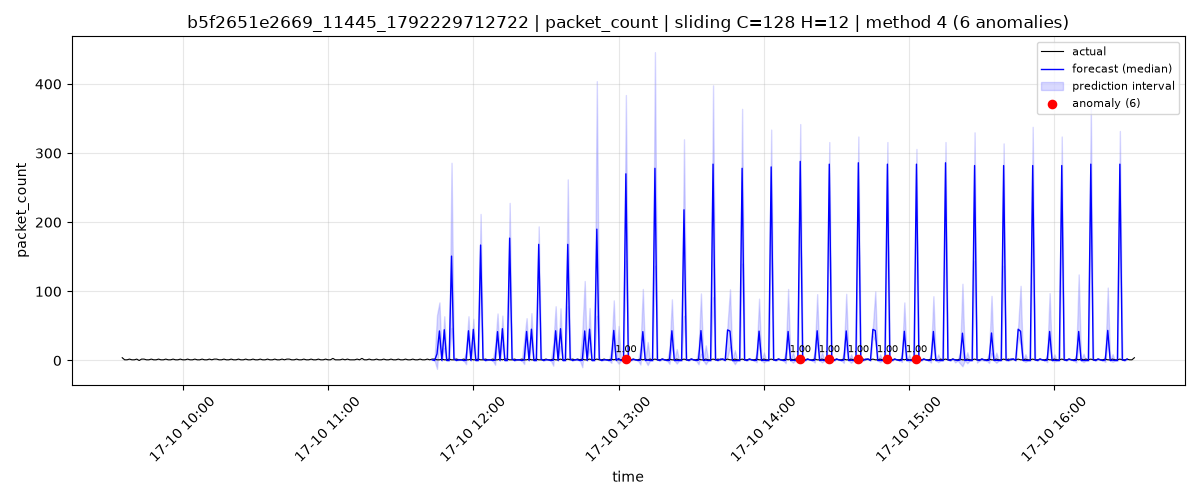 b5f2651e2669_11445_1792229712722 | packet_count | sliding C=128 H=12 | method 4 (6 anomalies)
actual
forecast (median)
prediction interval
anomaly (6)
packet_count
400
300
200
100
0
1.00 1.00 1.00 1.00 1.00 1.00
17-10 10:00 17-10 11:00 17-10 12:00 17-10 13:00 17-10 14:00 17-10 15:00 17-10 16:00
time